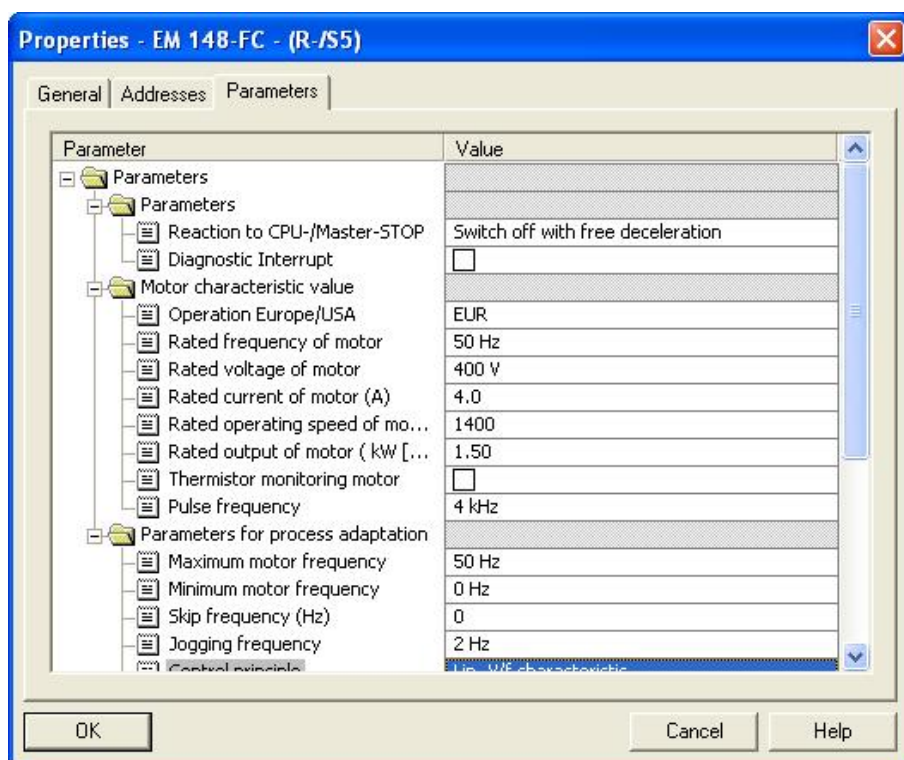 Properties - EM 148-FC - (R-/S5)
General Addresses Parameters
Parameter Value
Parameters
Parameters
Reaction to CPU-/Master-STOP Switch off with free deceleration
Diagnostic Interrupt
Motor characteristic value
Operation Europe/USA EUR
Rated frequency of motor 50 Hz
Rated voltage of motor 400 V
Rated current of motor (A) 4.0
Rated operating speed of mo... 1400
Rated output of motor ( kW [... 1.50
Thermistor monitoring motor
Pulse frequency 4 kHz
Parameters for process adaptation
Maximum motor frequency 50 Hz
Minimum motor frequency 0 Hz
Skip frequency (Hz) 0
Jogging frequency 2 Hz
Control principle Lin. V/f characteristic
OK Cancel Help